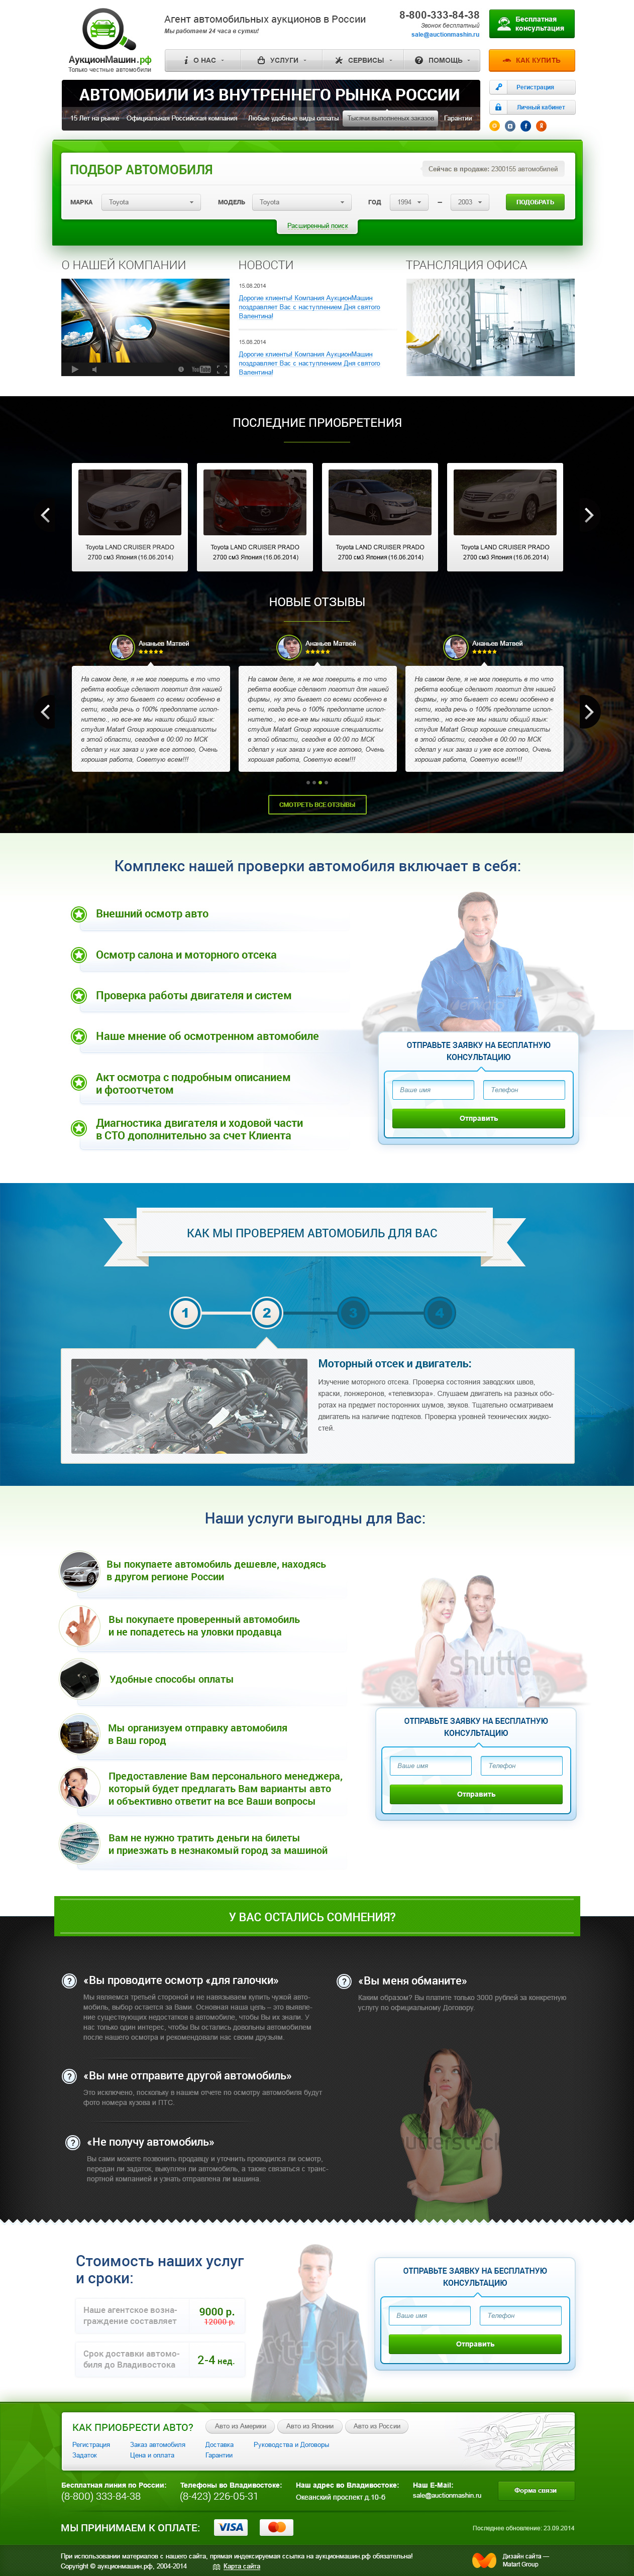 АукционМашин.рф
Только честные автомобили
Агент автомобильных аукционов в России
Мы работаем 24 часа в сутки!
8-800-333-84-38
Звонок бесплатный
sale@auctionmashin.ru
Бесплатная
консультация
О НАС
УСЛУГИ
СЕРВИСЫ
ПОМОЩЬ
КАК КУПИТЬ
АВТОМОБИЛИ ИЗ ВНУТРЕННЕГО РЫНКА РОССИИ
15 Лет на рынке
Официальная Российская компания
Любые удобные виды оплаты
Тысячи выполненных заказов
Гарантии
Регистрация
Личный кабинет
ПОДБОР АВТОМОБИЛЯ
Сейчас в продаже: 2300155 автомобилей
МАРКА
Toyota
МОДЕЛЬ
Toyota
ГОД
1994
–
2003
ПОДОБРАТЬ
Расширенный поиск
О НАШЕЙ КОМПАНИИ
You Tube
НОВОСТИ
15.08.2014
Дорогие клиенты! Компания АукционМашин
поздравляет Вас с наступлением Дня святого
Валентина!
15.08.2014
Дорогие клиенты! Компания АукционМашин
поздравляет Вас с наступлением Дня святого
Валентина!
ТРАНСЛЯЦИЯ ОФИСА
ПОСЛЕДНИЕ ПРИОБРЕТЕНИЯ
Toyota LAND CRUISER PRADO
2700 см3 Япония (16.06.2014)
Toyota LAND CRUISER PRADO
2700 см3 Япония (16.06.2014)
Toyota LAND CRUISER PRADO
2700 см3 Япония (16.06.2014)
Toyota LAND CRUISER PRADO
2700 см3 Япония (16.06.2014)
НОВЫЕ ОТЗЫВЫ
Ананьев Матвей
На самом деле, я не мог поверить в то что
ребята вообще сделают логотип для нашей
фирмы, ну это бывает со всеми особенно в
сети, когда речь о 100% предоплате испол-
нителю., но все-же мы нашли общий язык:
студия Matart Group хорошие специалисты
в этой области, сегодня в 00:00 по МСК
сделал у них заказ и уже все готово, Очень
хорошая работа, Советую всем!!!
Ананьев Матвей
На самом деле, я не мог поверить в то что
ребята вообще сделают логотип для нашей
фирмы, ну это бывает со всеми особенно в
сети, когда речь о 100% предоплате испол-
нителю., но все-же мы нашли общий язык:
студия Matart Group хорошие специалисты
в этой области, сегодня в 00:00 по МСК
сделал у них заказ и уже все готово, Очень
хорошая работа, Советую всем!!!
Ананьев Матвей
На самом деле, я не мог поверить в то что
ребята вообще сделают логотип для нашей
фирмы, ну это бывает со всеми особенно в
сети, когда речь о 100% предоплате испол-
нителю., но все-же мы нашли общий язык:
студия Matart Group хорошие специалисты
в этой области, сегодня в 00:00 по МСК
сделал у них заказ и уже все готово, Очень
хорошая работа, Советую всем!!!
СМОТРЕТЬ ВСЕ ОТЗЫВЫ
Комплекс нашей проверки автомобиля включает в себя:
Внешний осмотр авто
Осмотр салона и моторного отсека
Проверка работы двигателя и систем
Наше мнение об осмотренном автомобиле
Акт осмотра с подробным описанием
и фотоотчетом
Диагностика двигателя и ходовой части
в СТО дополнительно за счет Клиента
ОТПРАВЬТЕ ЗАЯВКУ НА БЕСПЛАТНУЮ
КОНСУЛЬТАЦИЮ
Ваше имя
Телефон
Отправить
КАК МЫ ПРОВЕРЯЕМ АВТОМОБИЛЬ ДЛЯ ВАС
1
2
3
4
Моторный отсек и двигатель:
Изучение моторного отсека. Проверка состояния заводских швов,
краски, лонжеронов, «телевизора». Слушаем двигатель на разных обо-
ротах на предмет посторонних шумов, звуков. Тщательно осматриваем
двигатель на наличие подтеков. Проверка уровней технических жидко-
стей.
Наши услуги выгодны для Вас:
Вы покупаете автомобиль дешевле, находясь
в другом регионе России
Вы покупаете проверенный автомобиль
и не попадетесь на уловки продавца
Удобные способы оплаты
Мы организуем отправку автомобиля
в Ваш город
Предоставление Вам персонального менеджера,
который будет предлагать Вам варианты авто
и объективно ответит на все Ваши вопросы
Вам не нужно тратить деньги на билеты
и приезжать в незнакомый город за машиной
shutte
ОТПРАВЬТЕ ЗАЯВКУ НА БЕСПЛАТНУЮ
КОНСУЛЬТАЦИЮ
Ваше имя
Телефон
Отправить
У ВАС ОСТАЛИСЬ СОМНЕНИЯ?
«Вы проводите осмотр «для галочки»
Мы являемся третьей стороной и не навязываем купить чужой авто-
мобиль, выбор остается за Вами. Основная наша цель – это выявле-
ние существующих недостатков в автомобиле, чтобы Вы их знали. У
нас только один интерес, чтобы Вы остались довольны автомобилем
после нашего осмотра и рекомендовали нас своим друзьям.
«Вы меня обманите»
Каким образом? Вы платите только 3000 рублей за конкретную
услугу по официальному Договору.
«Вы мне отправите другой автомобиль»
Это исключено, поскольку в нашем отчете по осмотру автомобиля будут
фото номера кузова и ПТС.
«Не получу автомобиль»
Вы сами можете позвонить продавцу и уточнить проводился ли осмотр,
передан ли задаток, выкуплен ли автомобиль, а также связаться с транс-
портной компанией и узнать отправлена ли машина.
utterstock
Стоимость наших услуг
и сроки:
Наше агентское возна-
граждение составляет
9000 р.
12000 р.
Срок доставки автомо-
биля до Владивостока
2-4 нед.
ОТПРАВЬТЕ ЗАЯВКУ НА БЕСПЛАТНУЮ
КОНСУЛЬТАЦИЮ
Ваше имя
Телефон
Отправить
КАК ПРИОБРЕСТИ АВТО?
Авто из Америки
Авто из Японии
Авто из России
Регистрация
Заказ автомобиля
Доставка
Руководства и Договоры
Задаток
Цена и оплата
Гарантии
Бесплатная линия по России:
(8-800) 333-84-38
Телефоны во Владивостоке:
(8-423) 226-05-31
Наш адрес во Владивостоке:
Океанский проспект д.10-б
Наш E-Mail:
sale@auctionmashin.ru
Форма связи
МЫ ПРИНИМАЕМ К ОПЛАТЕ:
VISA
MasterCard
Последнее обновление: 23.09.2014
При использовании материалов с нашего сайта, прямая индексируемая ссылка на аукционмашин.рф обязательна!
Copyright © аукционмашин.рф, 2004-2014
Карта сайта
Дизайн сайта —
Matart Group